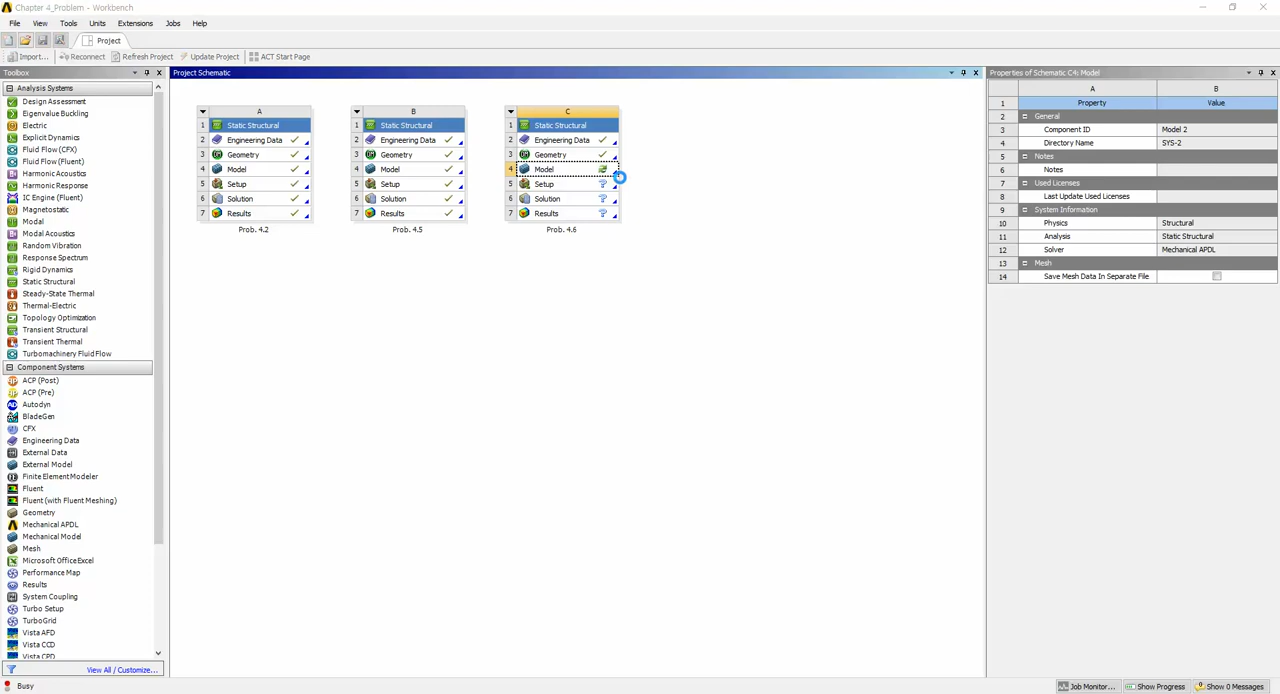 Chapter 4_Problem - Workbench
File View Tools Units Extensions Jobs Help
Project
Import... Reconnect Refresh Project Update Project ACT Start Page
Toolbox
Analysis Systems
Design Assessment
Eigenvalue Buckling
Electric
Explicit Dynamics
Fluid Flow (CFX)
Fluid Flow (Fluent)
Harmonic Acoustics
Harmonic Response
IC Engine (Fluent)
Magnetostatic
Modal
Modal Acoustics
Random Vibration
Response Spectrum
Rigid Dynamics
Static Structural
Steady-State Thermal
Thermal-Electric
Topology Optimization
Transient Structural
Transient Thermal
Turbomachinery Fluid Flow
Component Systems
ACP (Post)
ACP (Pre)
Autodyn
BladeGen
CFX
Engineering Data
External Data
External Model
Finite Element Modeler
Fluent
Fluent (with Fluent Meshing)
Geometry
Mechanical APDL
Mechanical Model
Mesh
Microsoft Office Excel
Performance Map
Results
System Coupling
Turbo Setup
TurboGrid
Vista AFD
Vista CCD
Vista CPD
View All / Customize...
Project Schematic
A
1 Static Structural
2 Engineering Data
3 Geometry
4 Model
5 Setup
6 Solution
7 Results
Prob. 4.2
B
1 Static Structural
2 Engineering Data
3 Geometry
4 Model
5 Setup
6 Solution
7 Results
Prob. 4.5
C
1 Static Structural
2 Engineering Data
3 Geometry
4 Model
5 Setup ?
6 Solution ?
7 Results ?
Prob. 4.6
Properties of Schematic C4: Model
A B
1 Property Value
2 General
3 Component ID Model 2
4 Directory Name SYS-2
5 Notes
6 Notes
7 Used Licenses
8 Last Update Used Licenses
9 System Information
10 Physics Structural
11 Analysis Static Structural
12 Solver Mechanical APDL
13 Mesh
14 Save Mesh Data In Separate File
Busy
Job Monitor... Show Progress Show 0 Messages